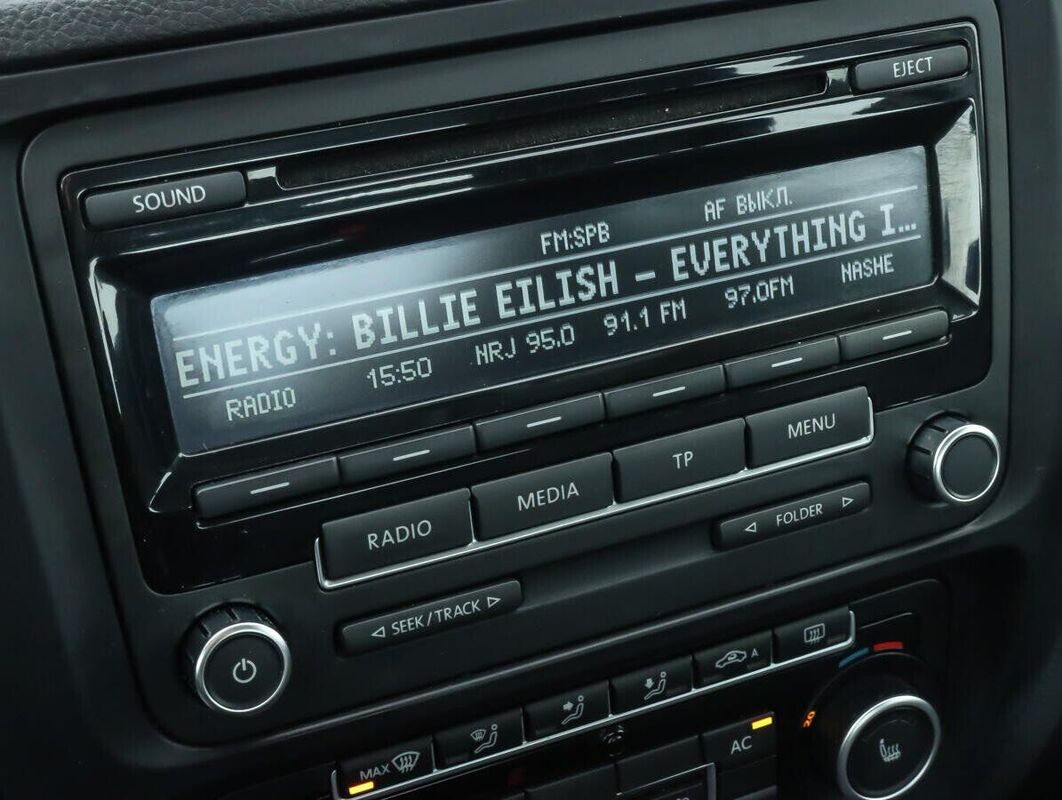 EJECT
SOUND
FM:SPB AF ВЫКЛ.
ENERGY: BILLIE EILISH – EVERYTHING I...
RADIO 15:50 NRJ 95.0 91.1 FM 97.0FM NASHE
RADIO MEDIA TP MENU
SEEK/TRACK FOLDER
A
MAX AC